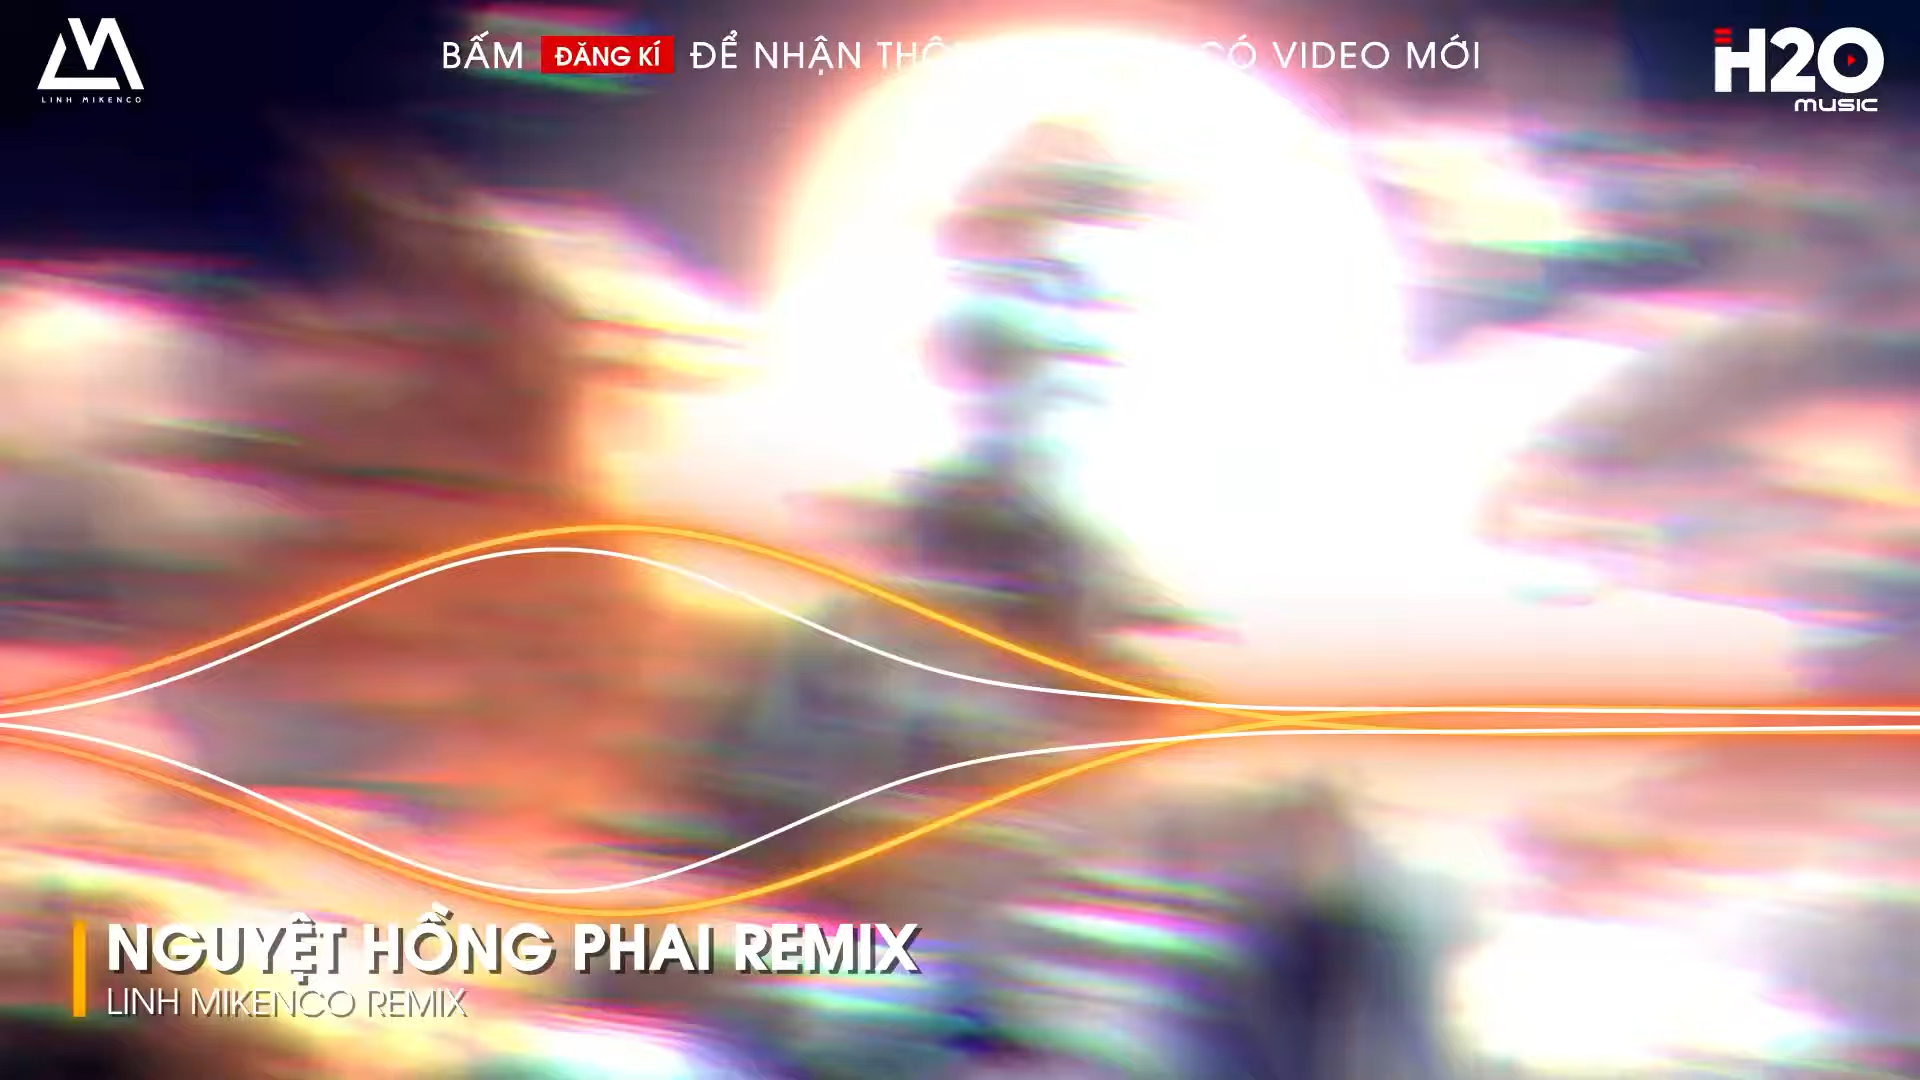 LINH MIKENCO
BẤM ĐĂNG KÍ ĐỂ NHẬN CÓ VIDEO MỚI
H2O
MUSIC
NGUYỆT HỒNG PHAI REMIX
LINH MIKENCO REMIX